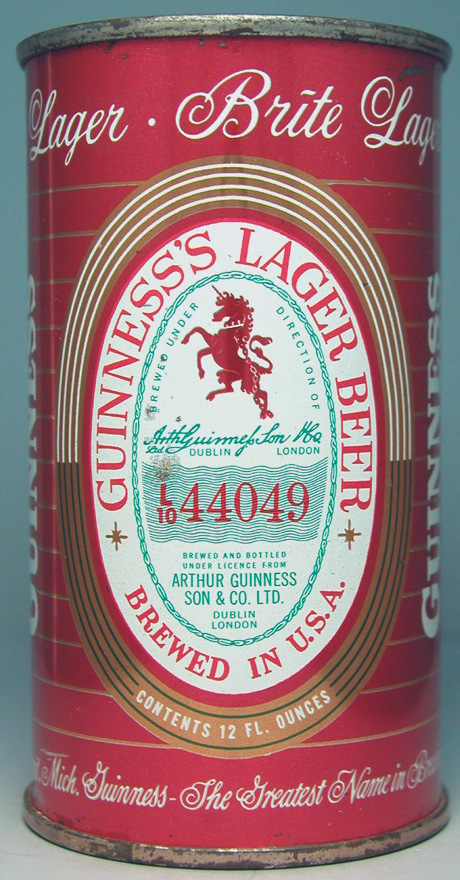 Lager · Brite Lager
GUINNESS'S LAGER BEER
BREWED UNDER DIRECTION OF
Arth Guinness Son & Co
Ltd. DUBLIN LONDON
L/10 44049
BREWED AND BOTTLED
UNDER LICENCE FROM
ARTHUR GUINNESS
SON & CO. LTD.
DUBLIN
LONDON
BREWED IN U.S.A.
CONTENTS 12 FL. OUNCES
Mich. Guinness - The Greatest Name in
GUINNESS
GUINNESS